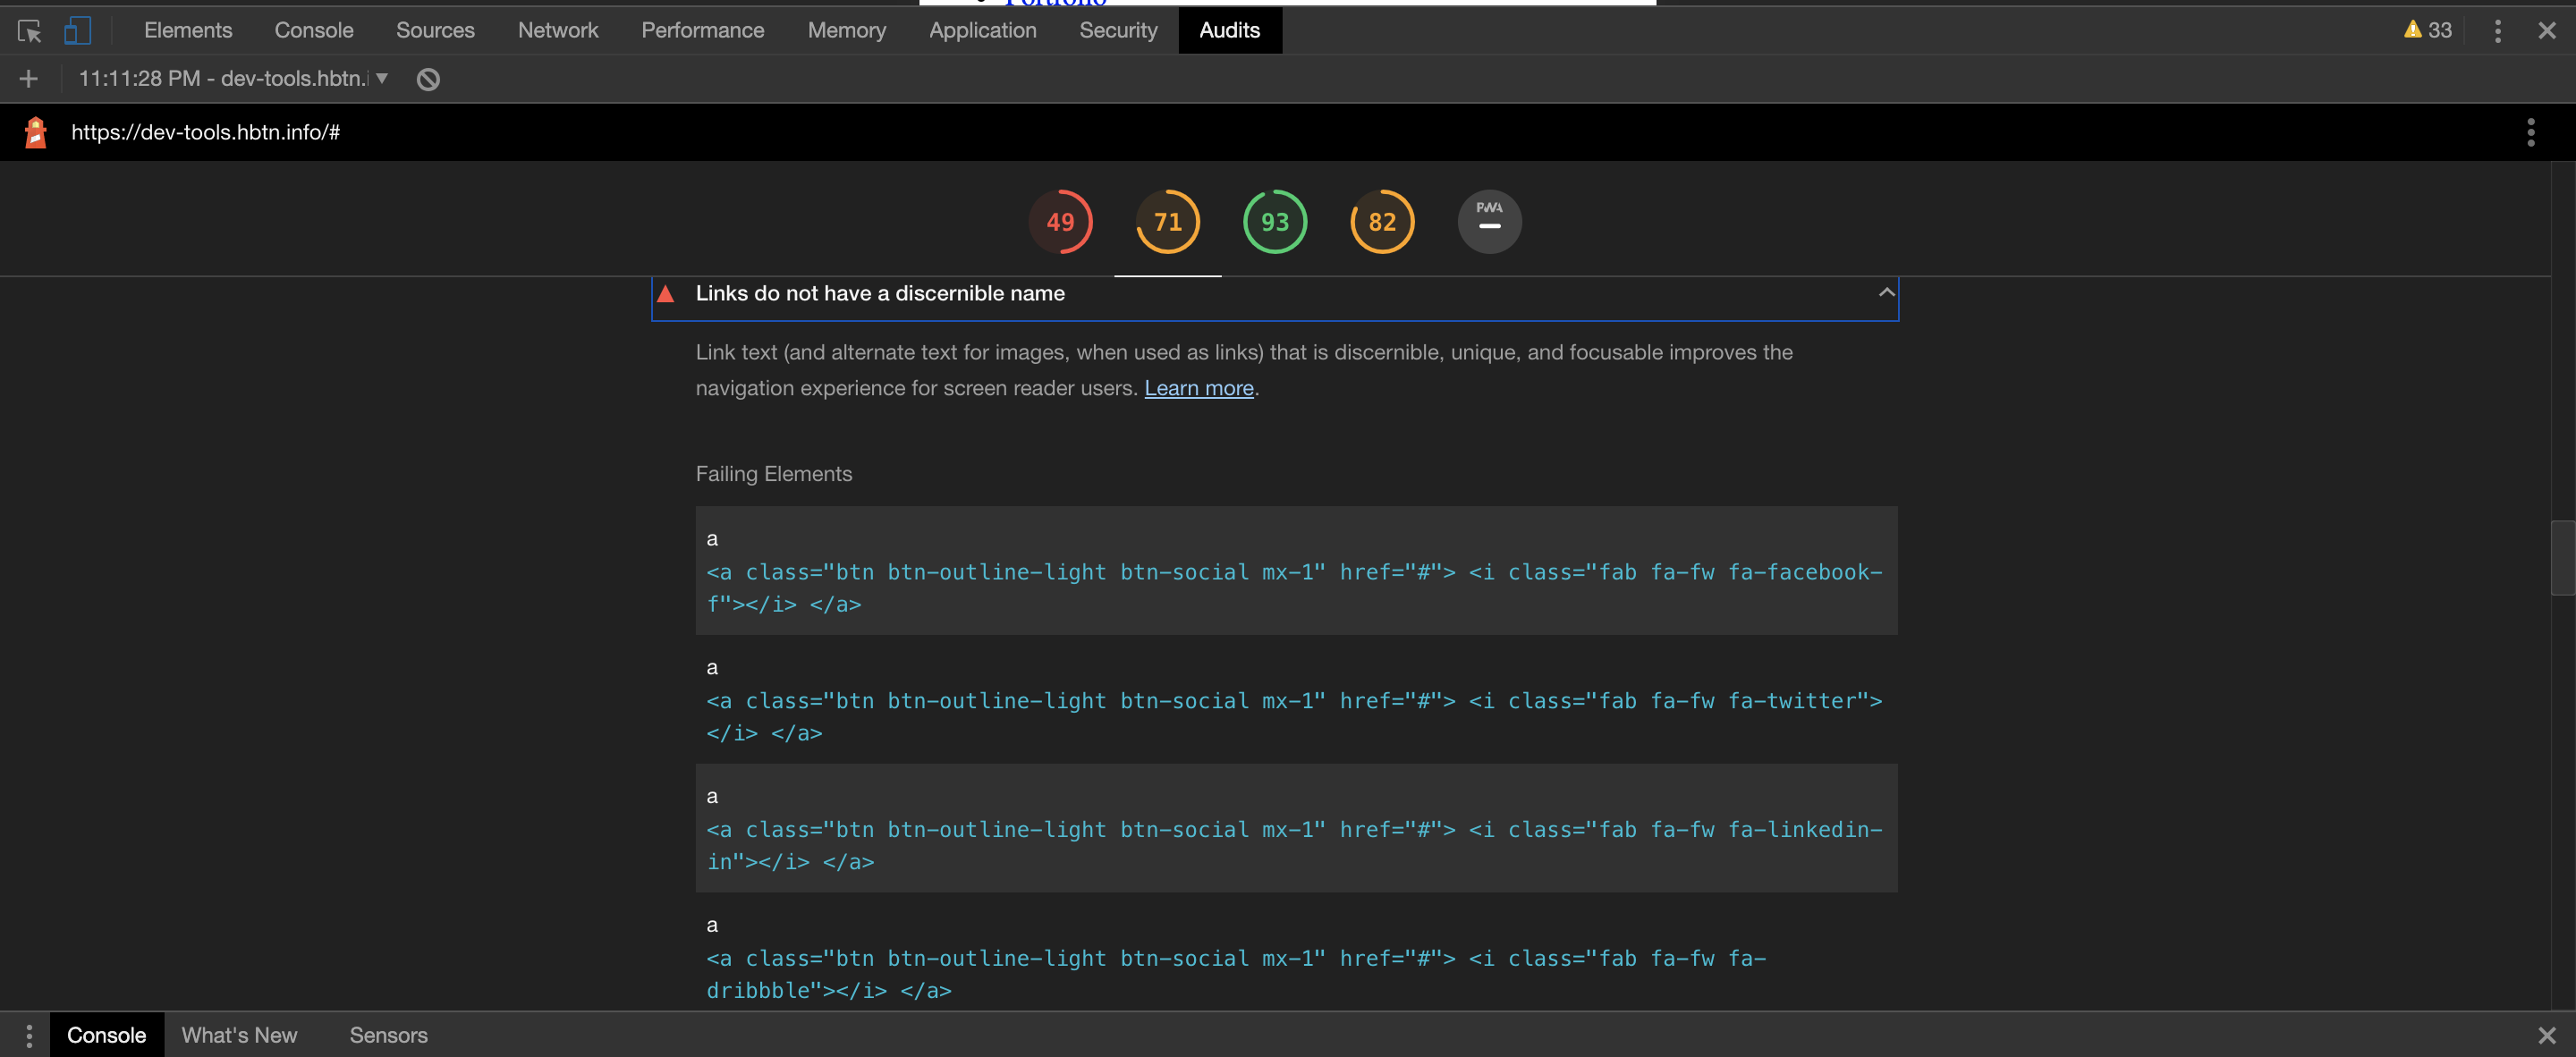 Portfolio
Elements Console Sources Network Performance Memory Application Security Audits 33
11:11:28 PM - dev-tools.hbtn.
https://dev-tools.hbtn.info/#
49 71 93 82 PWA
Links do not have a discernible name
Link text (and alternate text for images, when used as links) that is discernible, unique, and focusable improves the
navigation experience for screen reader users. Learn more.
Failing Elements
a
<a class="btn btn-outline-light btn-social mx-1" href="#"> <i class="fab fa-fw fa-facebook-
f"></i> </a>
a
<a class="btn btn-outline-light btn-social mx-1" href="#"> <i class="fab fa-fw fa-twitter">
</i> </a>
a
<a class="btn btn-outline-light btn-social mx-1" href="#"> <i class="fab fa-fw fa-linkedin-
in"></i> </a>
a
<a class="btn btn-outline-light btn-social mx-1" href="#"> <i class="fab fa-fw fa-
dribbble"></i> </a>
Console What's New Sensors